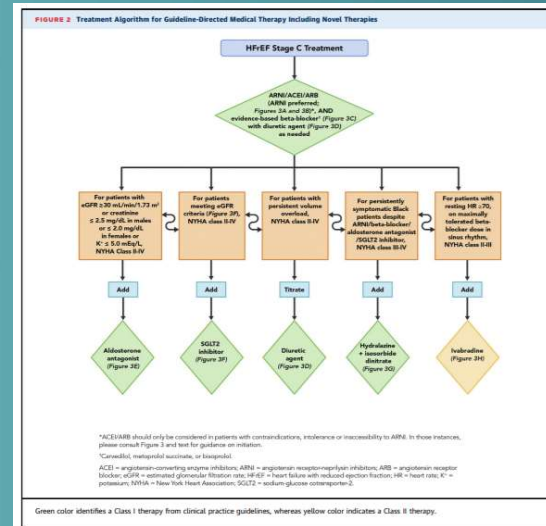 FIGURE 2 Treatment Algorithm for Guideline-Directed Medical Therapy Including Novel Therapies
HFrEF Stage C Treatment
ARNI/ACEI/ARB
(ARNI preferred;
Figures 3A and 3B)*, AND
evidence-based beta-blocker† (Figure 3C)
with diuretic agent (Figure 3D)
as needed
For patients with
eGFR ≥30 mL/min/1.73 m²
or creatinine
≤ 2.5 mg/dL in males
or ≤ 2.0 mg/dL
in females or
K⁺ ≤ 5.0 mEq/L,
NYHA Class II-IV
For patients
meeting eGFR
criteria (Figure 3F),
NYHA class II-IV
For patients with
persistent volume
overload,
NYHA class II-IV
For persistently
symptomatic Black
patients despite
ARNI/beta-blocker/
aldosterone antagonist
/SGLT2 inhibitor,
NYHA class III-IV
For patients with
resting HR ≥70,
on maximally
tolerated beta-
blocker dose in
sinus rhythm,
NYHA class II-III
Add
Add
Titrate
Add
Add
Aldosterone
antagonist
(Figure 3E)
SGLT2
inhibitor
(Figure 3F)
Diuretic
agent
(Figure 3D)
Hydralazine
+ isosorbide
dinitrate
(Figure 3G)
Ivabradine
(Figure 3H)
*ACEI/ARB should only be considered in patients with contraindications, intolerance or inaccessibility to ARNI. In those instances,
please consult Figure 3 and text for guidance on initiation.
†Carvedilol, metoprolol succinate, or bisoprolol.
ACEI = angiotensin-converting enzyme inhibitors; ARNI = angiotensin receptor-neprilysin inhibitors; ARB = angiotensin receptor
blocker; eGFR = estimated glomerular filtration rate; HFrEF = heart failure with reduced ejection fraction; HR = heart rate; K⁺ =
potassium; NYHA = New York Heart Association; SGLT2 = sodium-glucose cotransporter-2.
Green color identifies a Class I therapy from clinical practice guidelines, whereas yellow color indicates a Class II therapy.